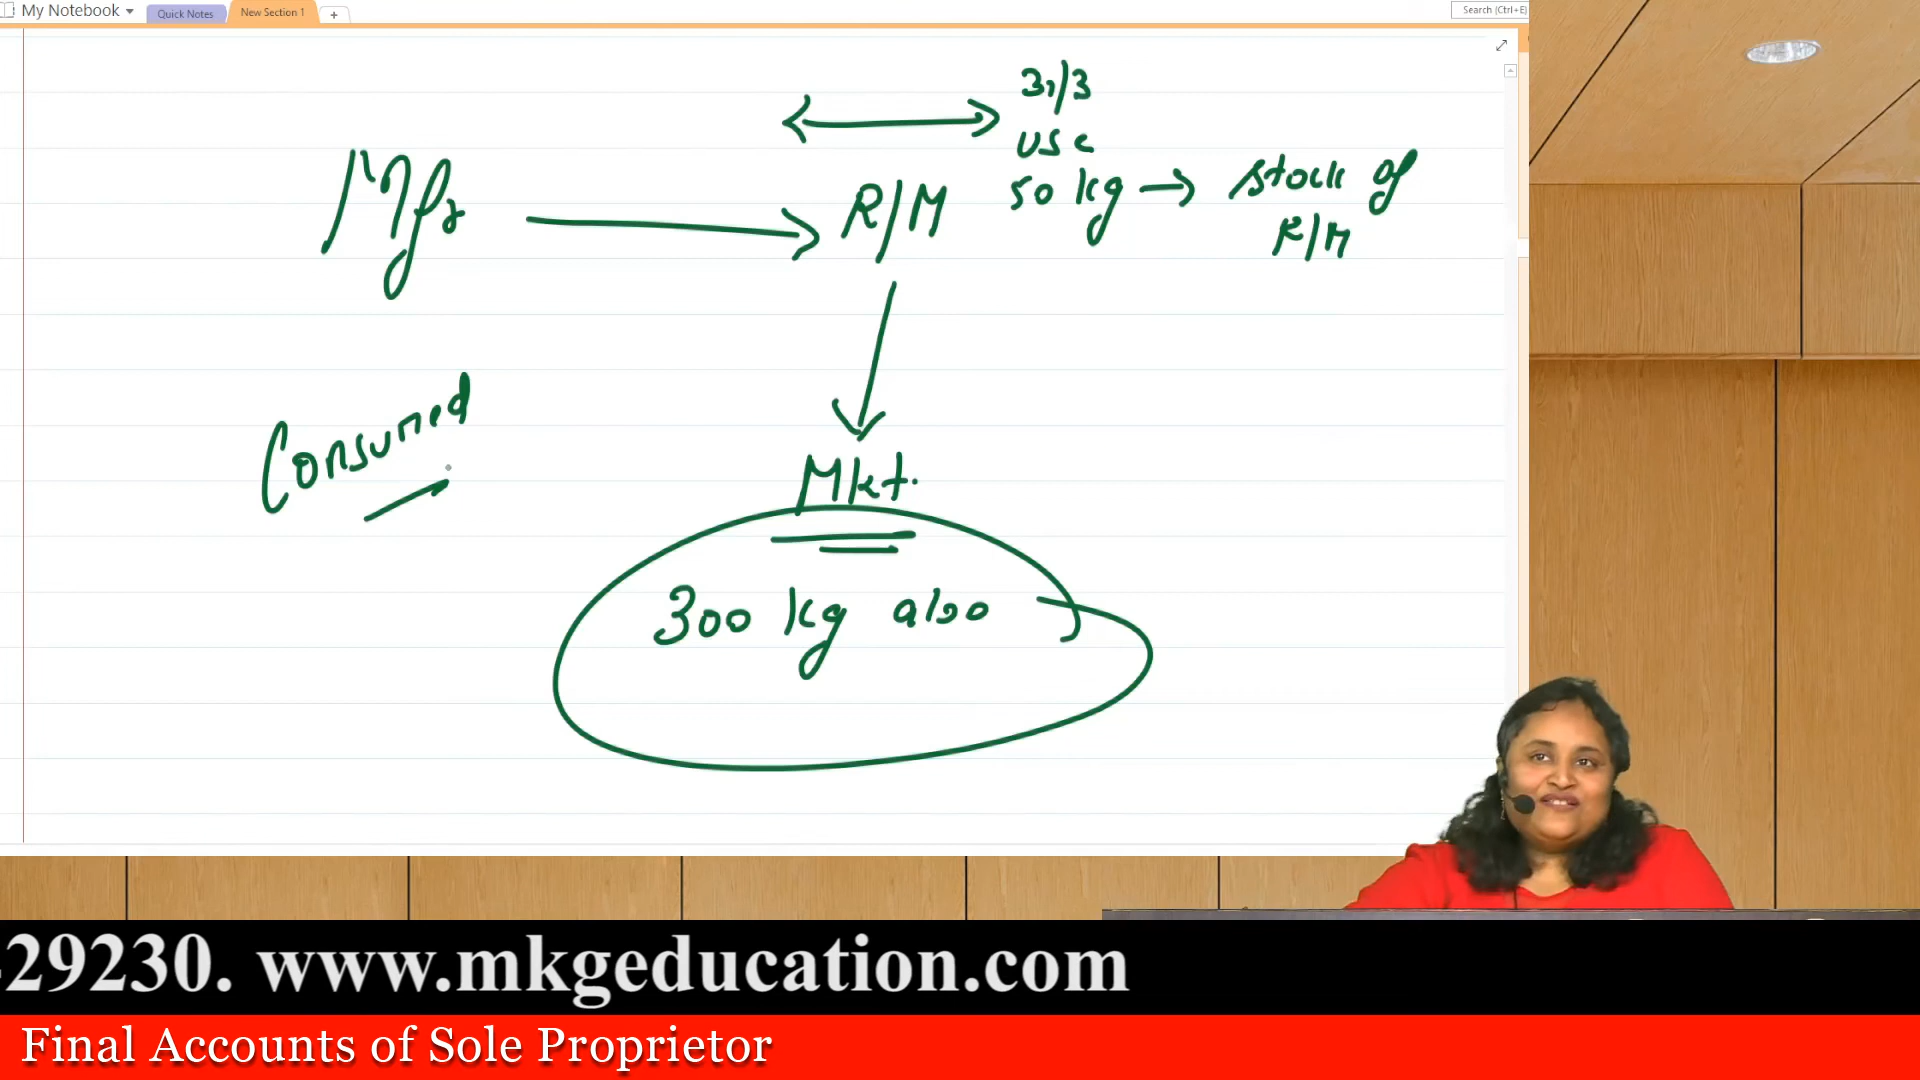 My Notebook
Quick Notes
New Section 1
+
Search (Ctrl+E)
31/3
use
Mfr
R/M
50 kg → stock of
R/M
Consumed
Mkt.
300 kg also
29230. www.mkgeducation.com
Final Accounts of Sole Proprietor